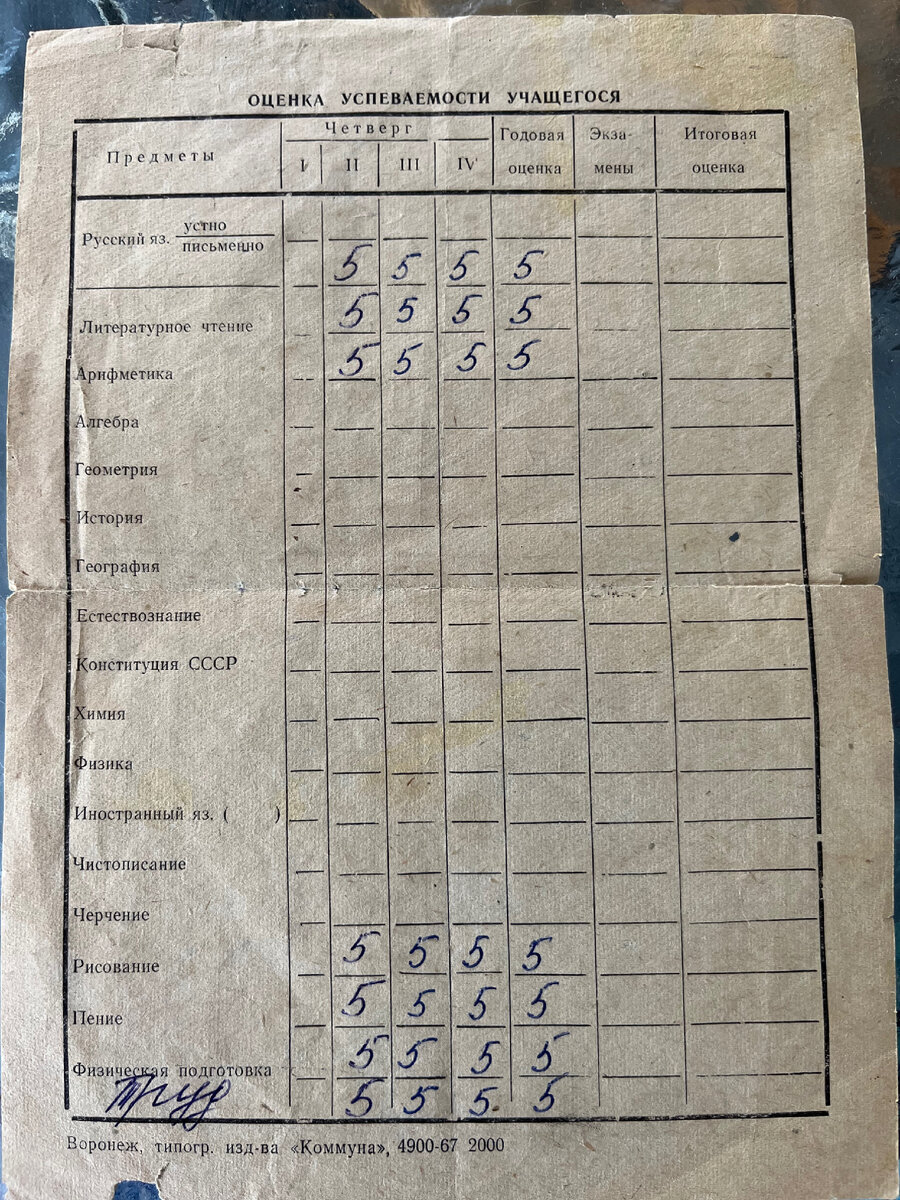 ОЦЕНКА УСПЕВАЕМОСТИ УЧАЩЕГОСЯ
Предметы Четверг Годовая оценка Экза-мены Итоговая оценка
I II III IV
Русский яз. устно
письменно 5 5 5 5
Литературное чтение 5 5 5 5
Арифметика 5 5 5 5
Алгебра
Геометрия
История
География
Естествознание
Конституция СССР
Химия
Физика
Иностранный яз. ( )
Чистописание
Черчение
Рисование 5 5 5 5
Пение 5 5 5 5
Физическая подготовка 5 5 5 5
Труд 5 5 5 5
Воронеж, типогр. изд-ва «Коммуна», 4900-67 2000